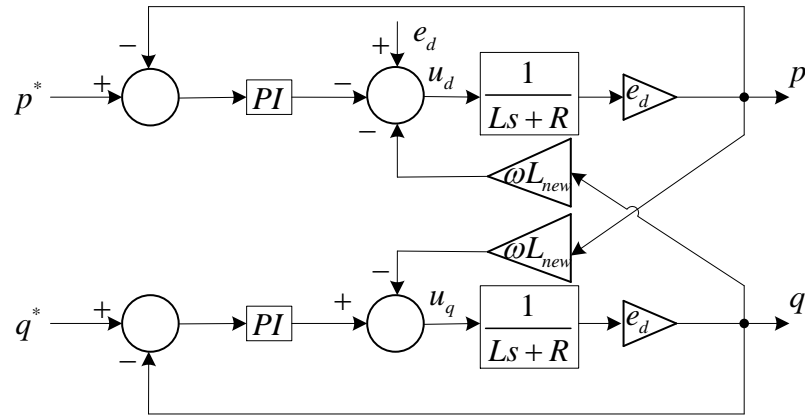 −
e_d
+
p^*
+
PI
−
u_d
1
Ls + R
e_d
p
−
ωL_new
ωL_new
−
q^*
+
PI
+
u_q
1
Ls + R
e_d
q
−